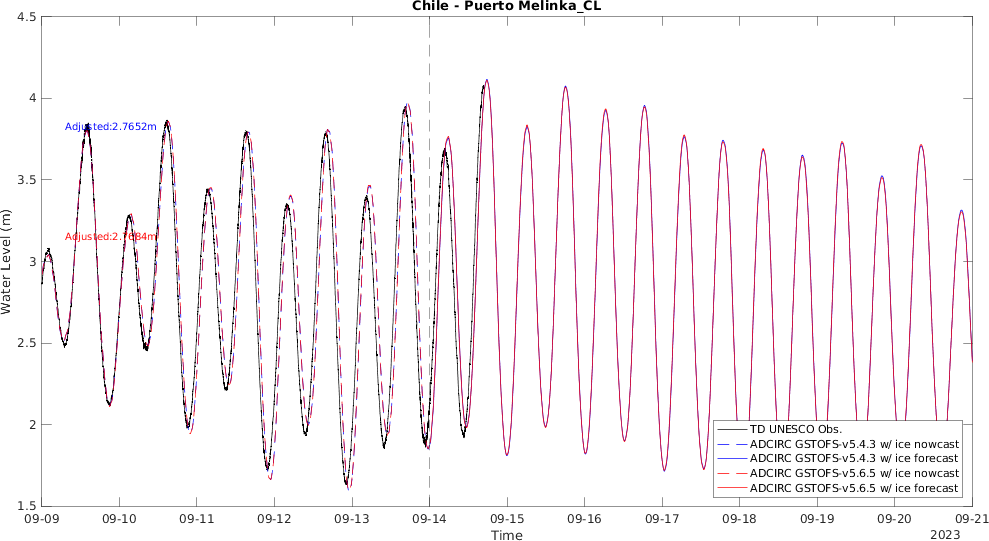 Chile - Puerto Melinka_CL
4.5
4
3.5
3
2.5
2
1.5
Water Level (m)
Adjusted:2.7652m
Adjusted:2.7684m
TD UNESCO Obs.
ADCIRC GSTOFS-v5.4.3 w/ ice nowcast
ADCIRC GSTOFS-v5.4.3 w/ ice forecast
ADCIRC GSTOFS-v5.6.5 w/ ice nowcast
ADCIRC GSTOFS-v5.6.5 w/ ice forecast
09-09 09-10 09-11 09-12 09-13 09-14 09-15 09-16 09-17 09-18 09-19 09-20 09-21
Time
2023